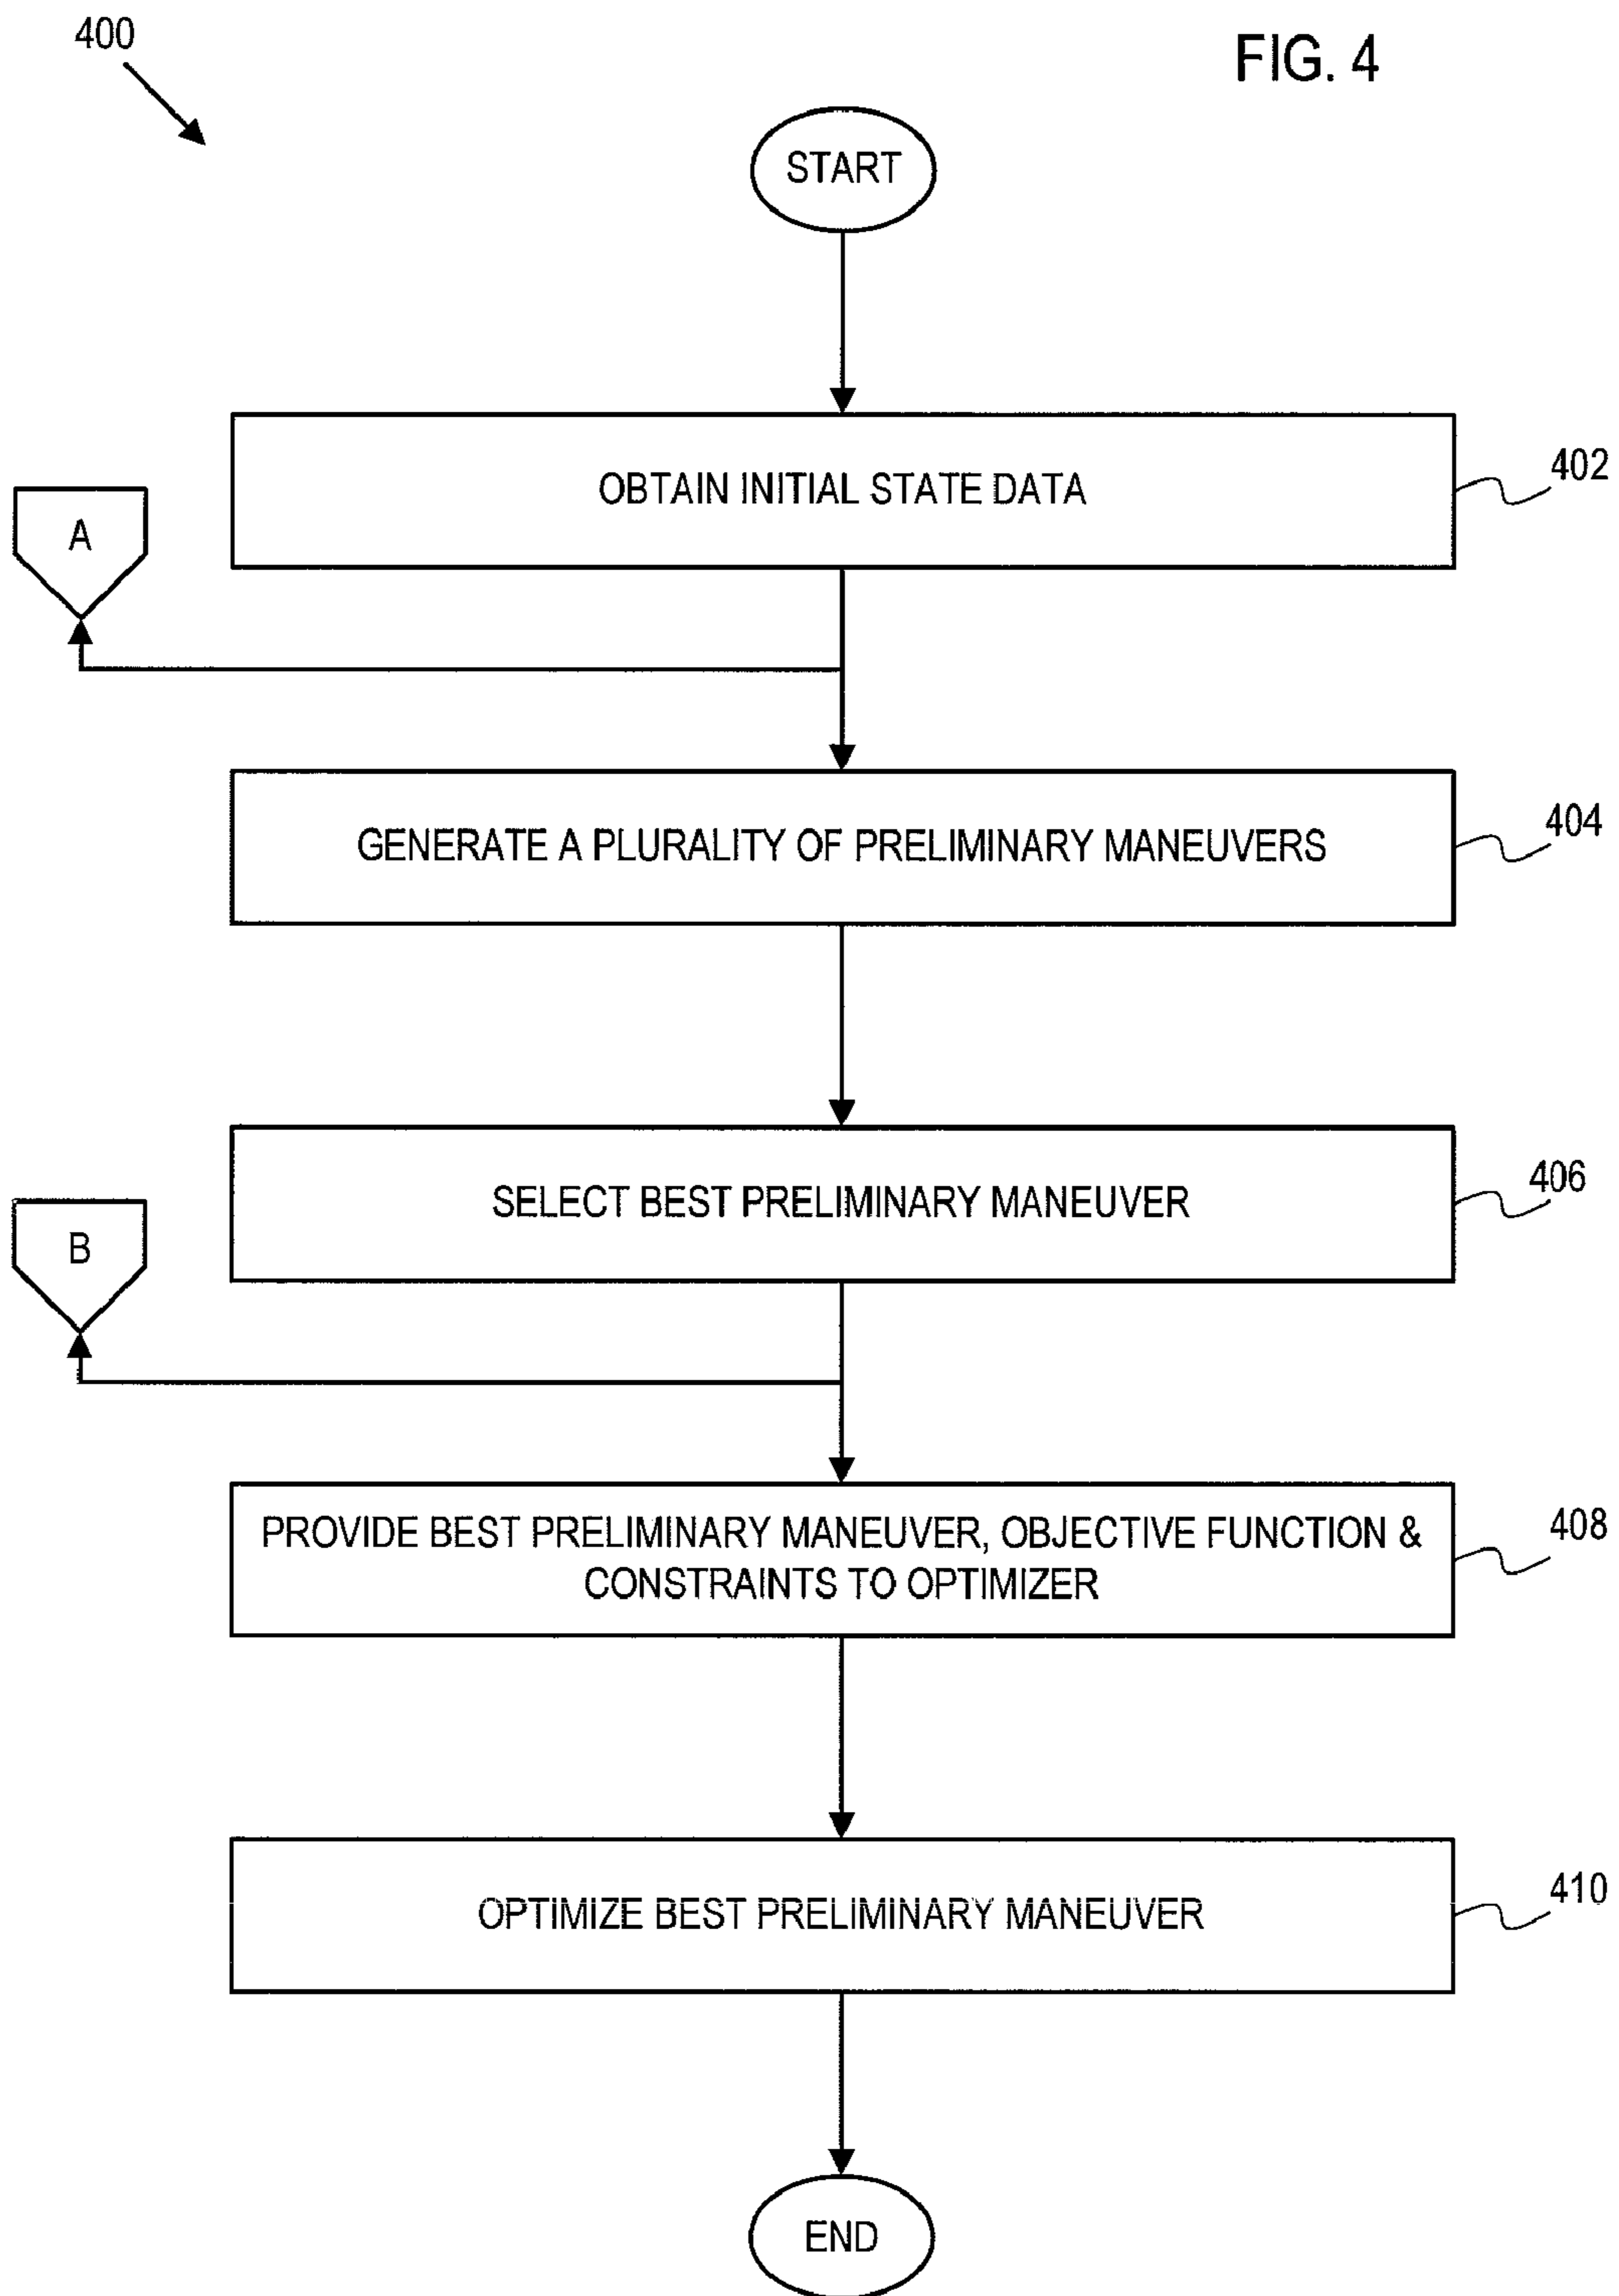 400
FIG. 4
START
OBTAIN INITIAL STATE DATA
402
A
GENERATE A PLURALITY OF PRELIMINARY MANEUVERS
404
SELECT BEST PRELIMINARY MANEUVER
406
B
PROVIDE BEST PRELIMINARY MANEUVER, OBJECTIVE FUNCTION &
CONSTRAINTS TO OPTIMIZER
408
OPTIMIZE BEST PRELIMINARY MANEUVER
410
END